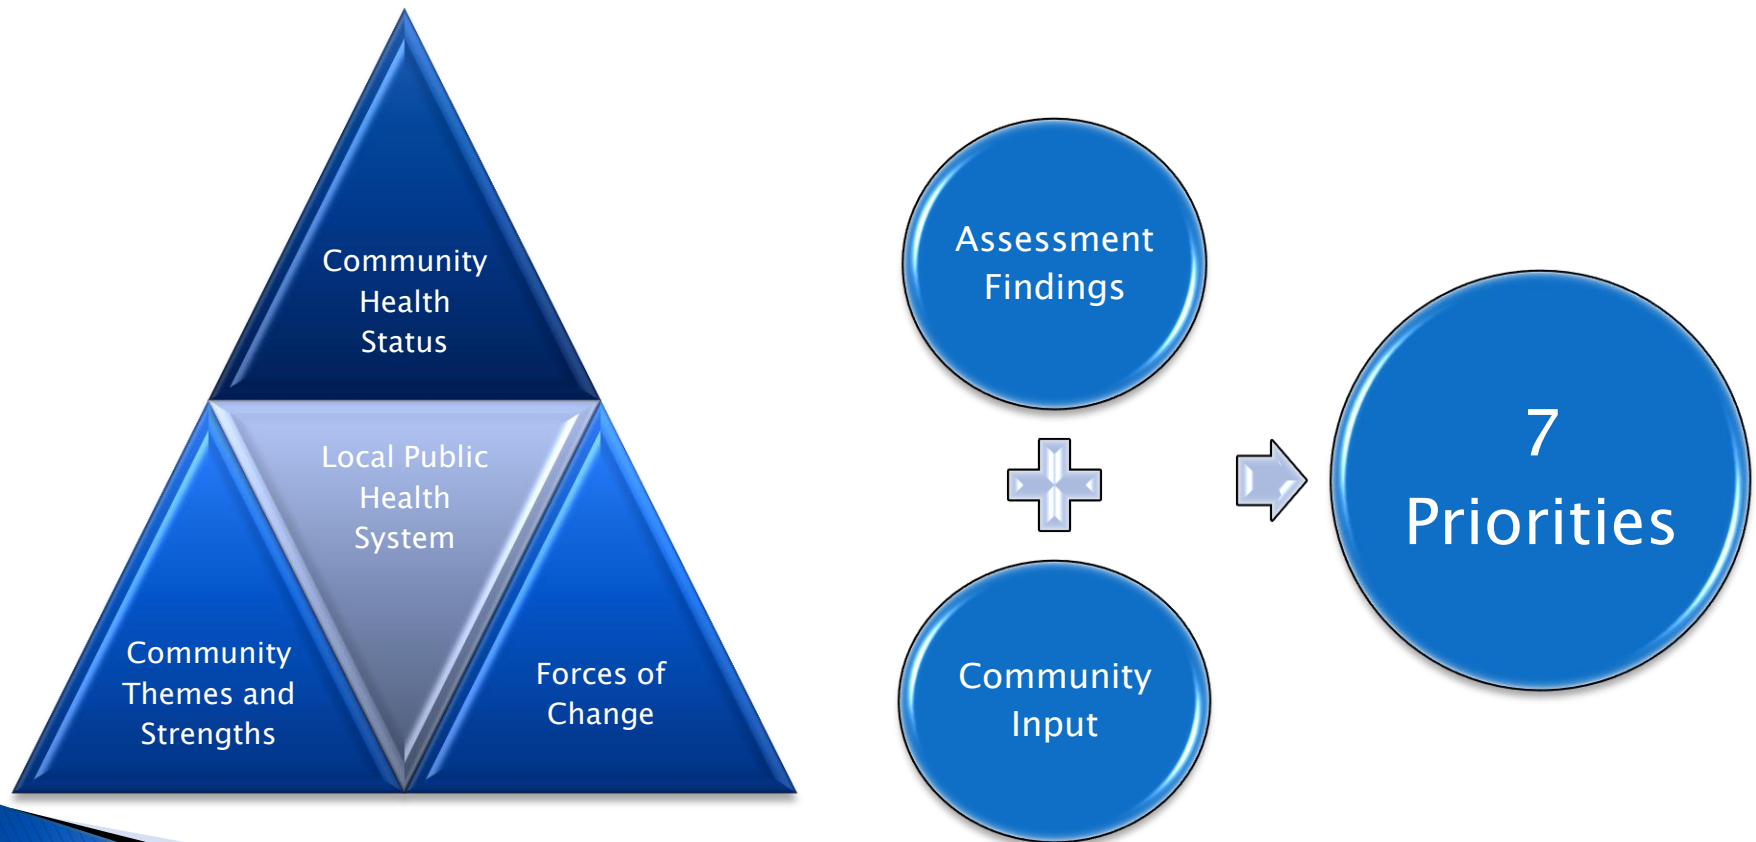 Community
Health
Status
Local Public
Health
System
Community
Themes and
Strengths
Forces of
Change
Assessment
Findings
Community
Input
7
Priorities